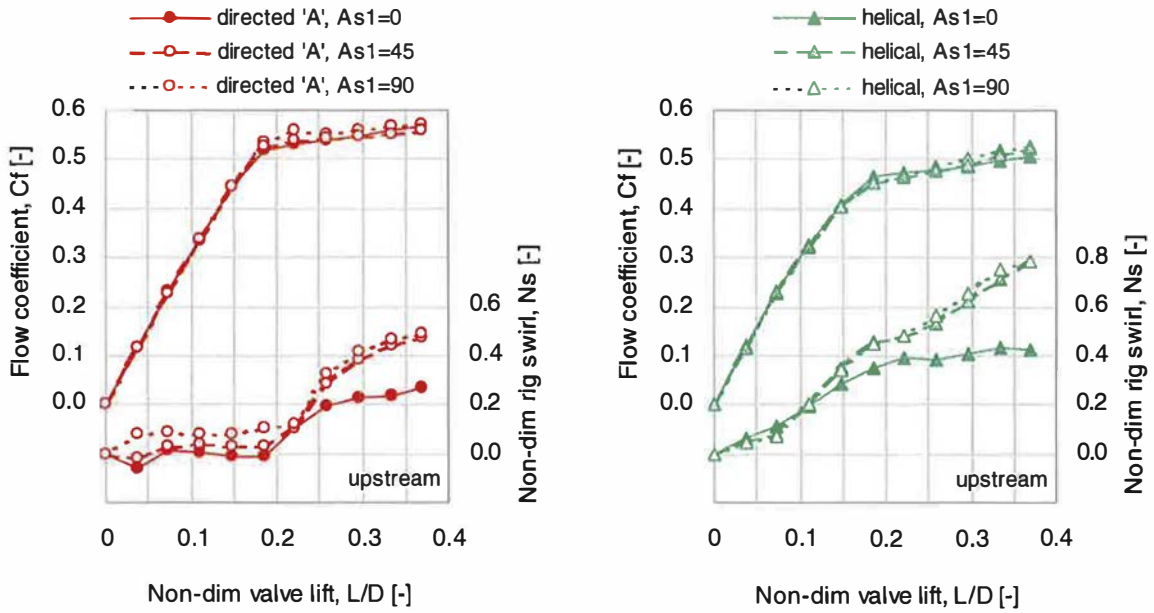 directed 'A', As1=0
directed 'A', As1=45
directed 'A', As1=90
0.6
0.5
0.4
0.3
0.2
0.1
0.0
Flow coefficient, Cf [-]
0.6
0.4
0.2
0.0
Non-dim rig swirl, Ns [-]
upstream
0 0.1 0.2 0.3 0.4
Non-dim valve lift, L/D [-]
helical, As1=0
helical, As1=45
helical, As1=90
0.6
0.5
0.4
0.3
0.2
0.1
0.0
Flow coefficient, Cf [-]
0.8
0.6
0.4
0.2
0.0
Non-dim rig swirl, Ns [-]
upstream
0 0.1 0.2 0.3 0.4
Non-dim valve lift, L/D [-]